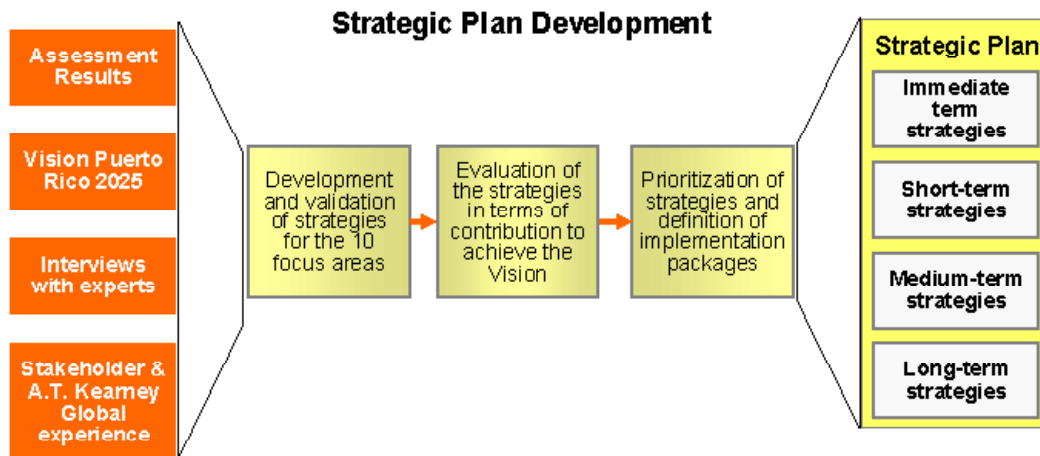 Strategic Plan Development
Assessment
Results
Vision Puerto
Rico 2025
Interviews
with experts
Stakeholder &
A.T. Kearney
Global
experience
Development
and validation
of strategies
for the 10
focus areas
Evaluation of
the strategies
in terms of
contribution to
achieve the
Vision
Prioritization of
strategies and
definition of
implementation
packages
Strategic Plan
Immediate
term
strategies
Short-term
strategies
Medium-term
strategies
Long-term
strategies